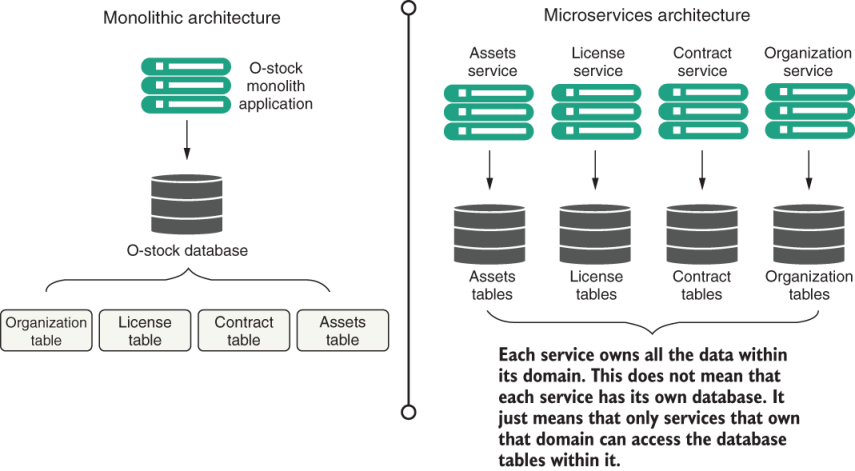 Monolithic architecture
O-stock
monolith
application
O-stock database
Organization
table
License
table
Contract
table
Assets
table
Microservices architecture
Assets
service
License
service
Contract
service
Organization
service
Assets
tables
License
tables
Contract
tables
Organization
tables
Each service owns all the data within
its domain. This does not mean that
each service has its own database. It
just means that only services that own
that domain can access the database
tables within it.